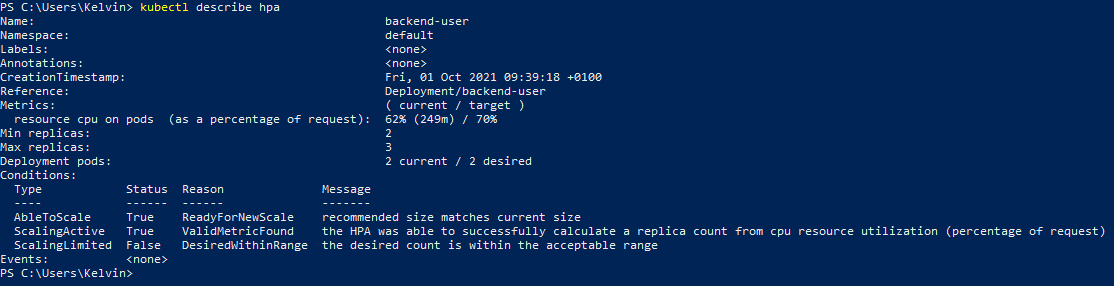 PS C:\Users\Kelvin> kubectl describe hpa
Name:                                                  backend-user
Namespace:                                             default
Labels:                                                <none>
Annotations:                                           <none>
CreationTimestamp:                                     Fri, 01 Oct 2021 09:39:18 +0100
Reference:                                             Deployment/backend-user
Metrics:                                               ( current / target )
  resource cpu on pods  (as a percentage of request):  62% (249m) / 70%
Min replicas:                                          2
Max replicas:                                          3
Deployment pods:                                       2 current / 2 desired
Conditions:
  Type            Status  Reason              Message
  ----            ------  ------              -------
  AbleToScale     True    ReadyForNewScale    recommended size matches current size
  ScalingActive   True    ValidMetricFound    the HPA was able to successfully calculate a replica count from cpu resource utilization (percentage of request)
  ScalingLimited  False   DesiredWithinRange  the desired count is within the acceptable range
Events:           <none>
PS C:\Users\Kelvin>